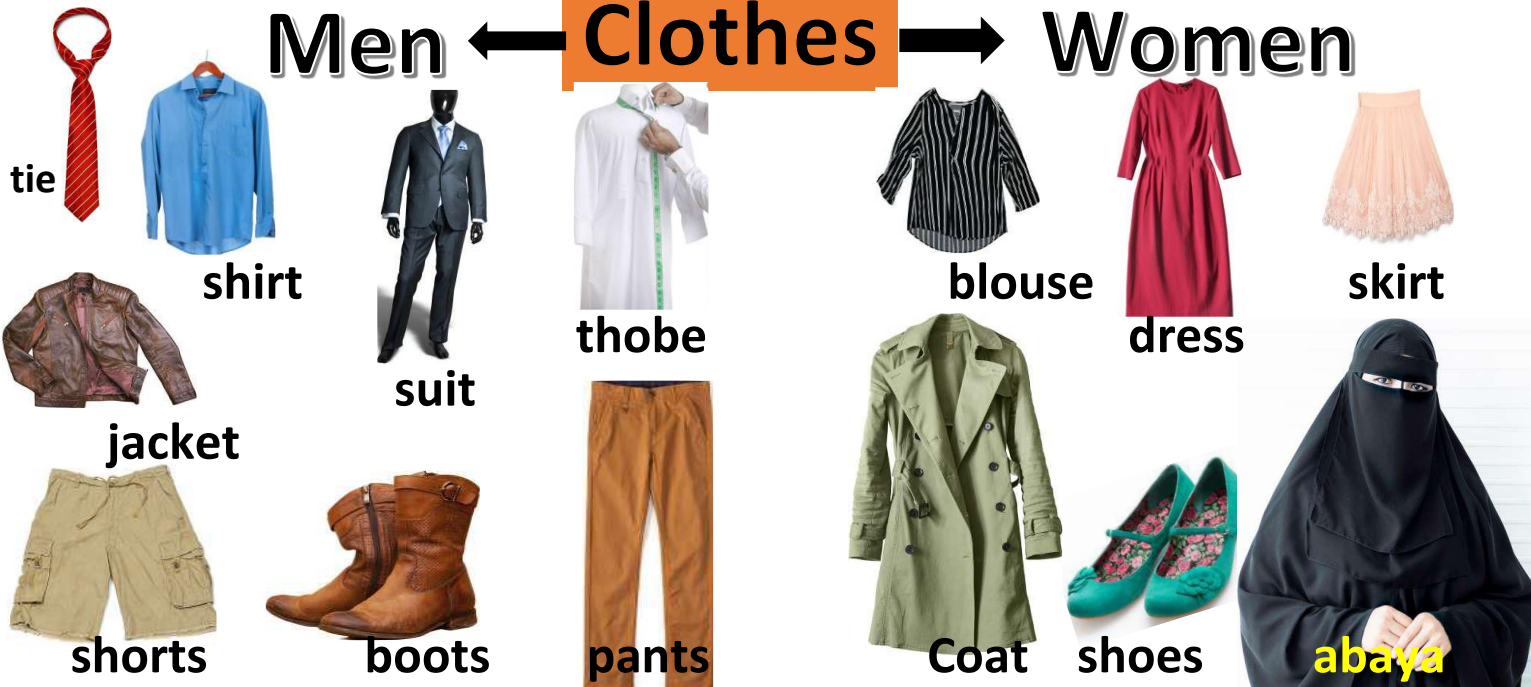 Men
Clothes
Women
tie
shirt
suit
thobe
blouse
dress
skirt
jacket
shorts
boots
pants
Coat
shoes
abaya